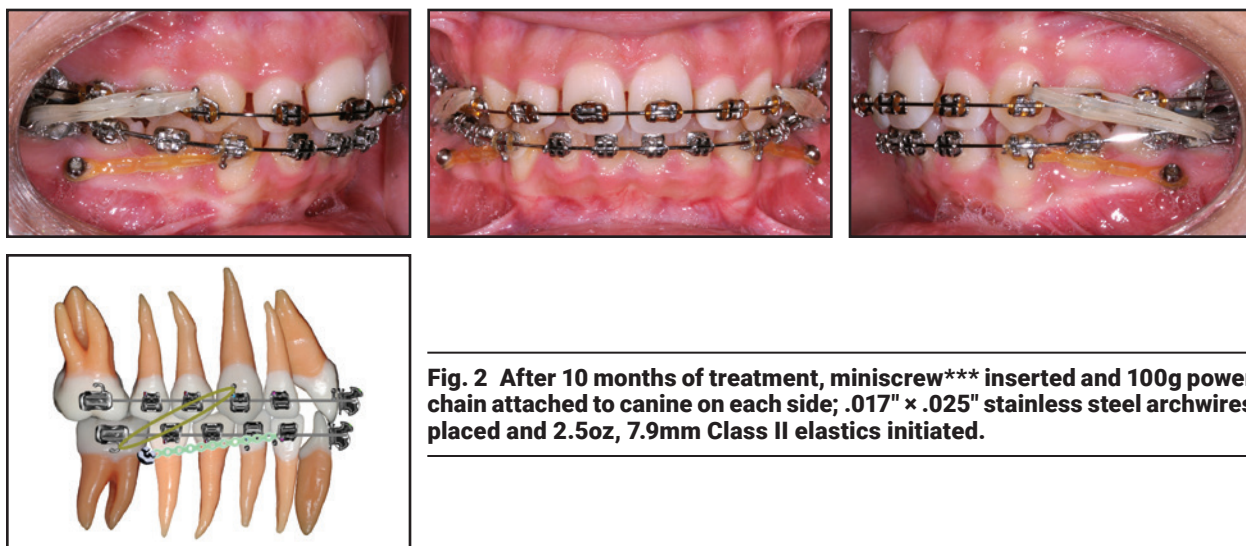 Fig. 2 After 10 months of treatment, miniscrew*** inserted and 100g power
chain attached to canine on each side; .017" × .025" stainless steel archwires
placed and 2.5oz, 7.9mm Class II elastics initiated.